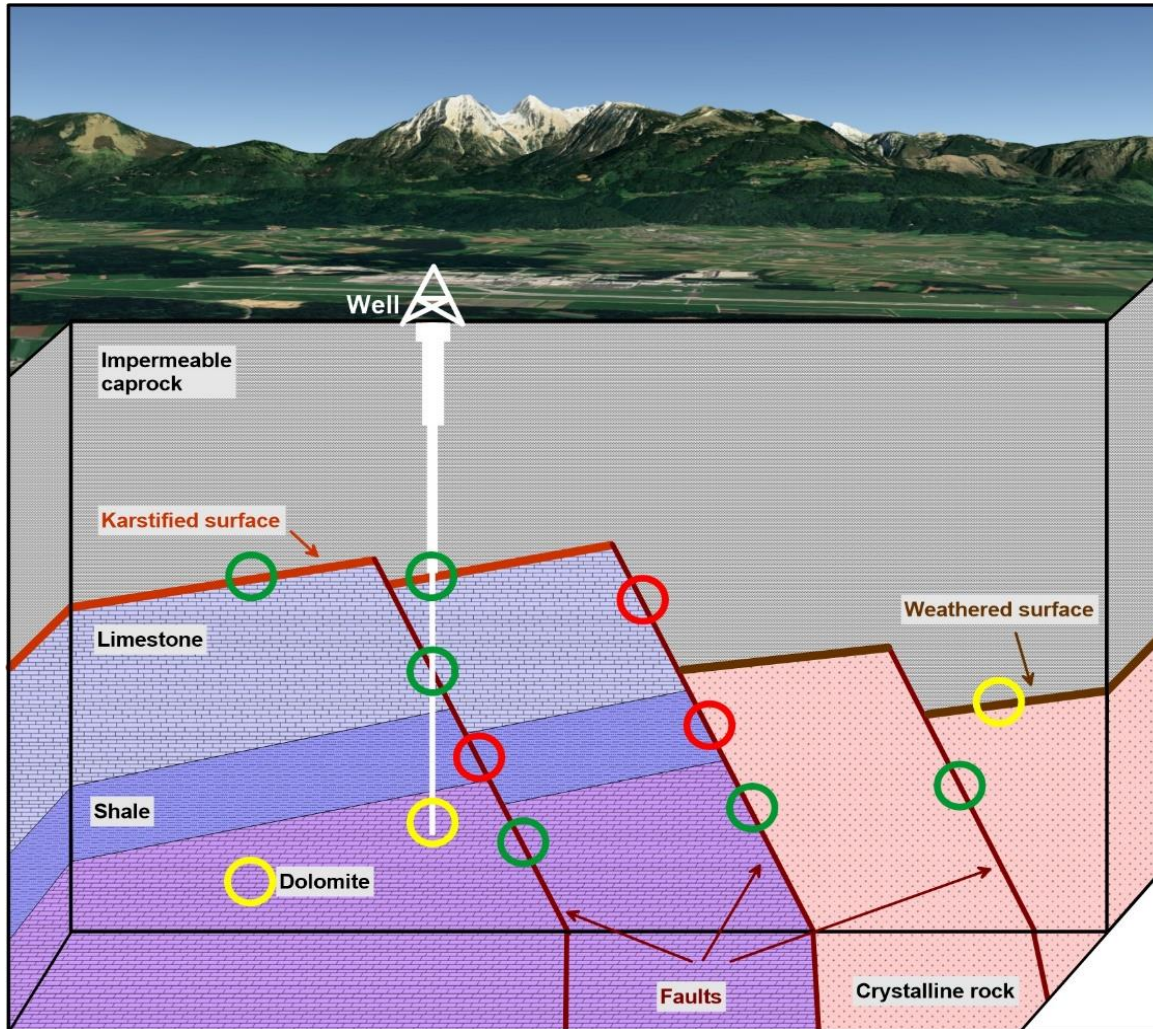 Well
Impermeable
caprock
Karstified surface
Weathered surface
Limestone
Shale
Dolomite
Faults
Crystalline rock